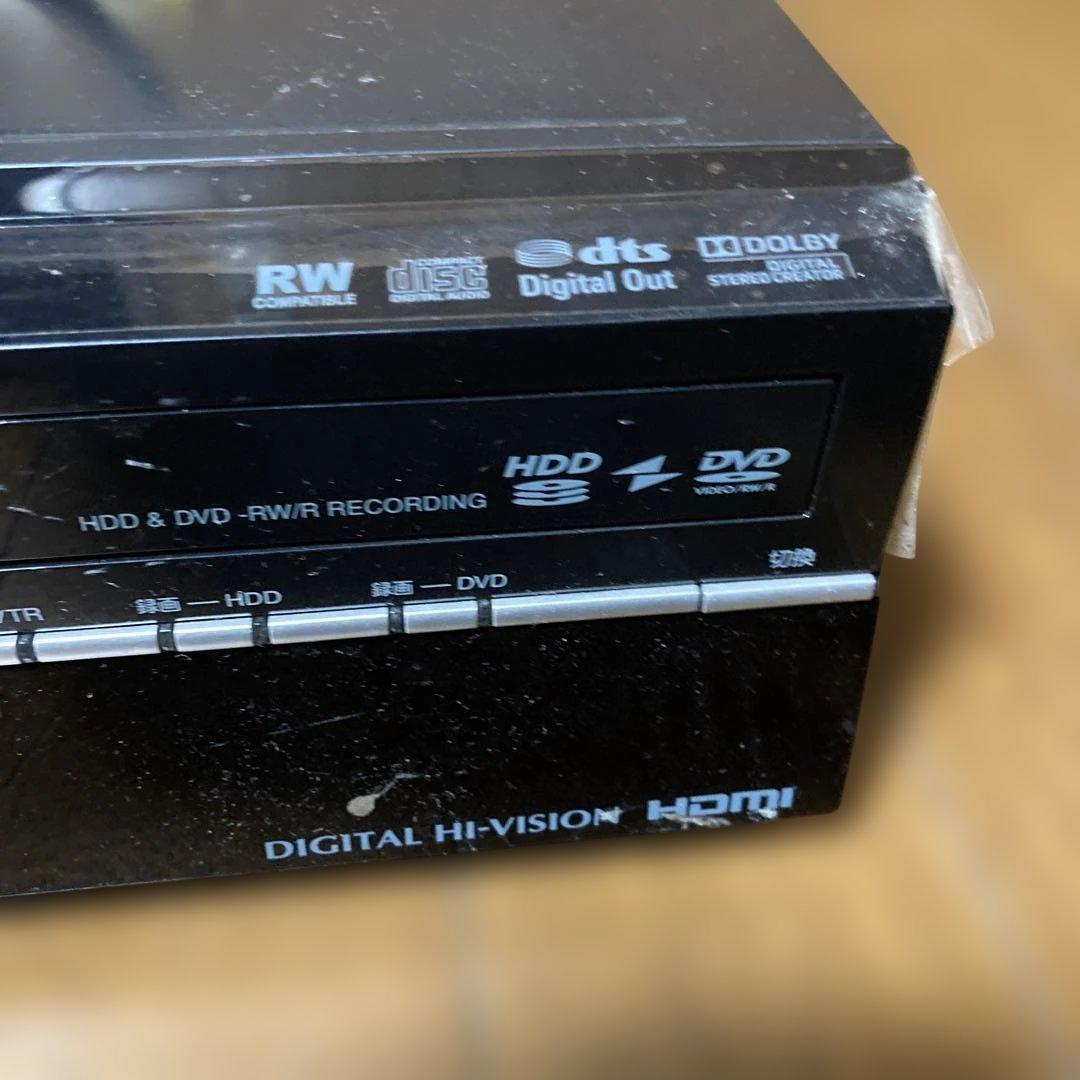 RW
COMPATIBLE
COMPACT
disc
DIGITAL AUDIO
dts
Digital Out
DOLBY
DIGITAL
STEREO CREATOR
HDD
DVD
VIDEO/RW/R
HDD & DVD -RW/R RECORDING
切換
VTR
録画 — HDD
録画 — DVD
DIGITAL HI-VISION HDMI